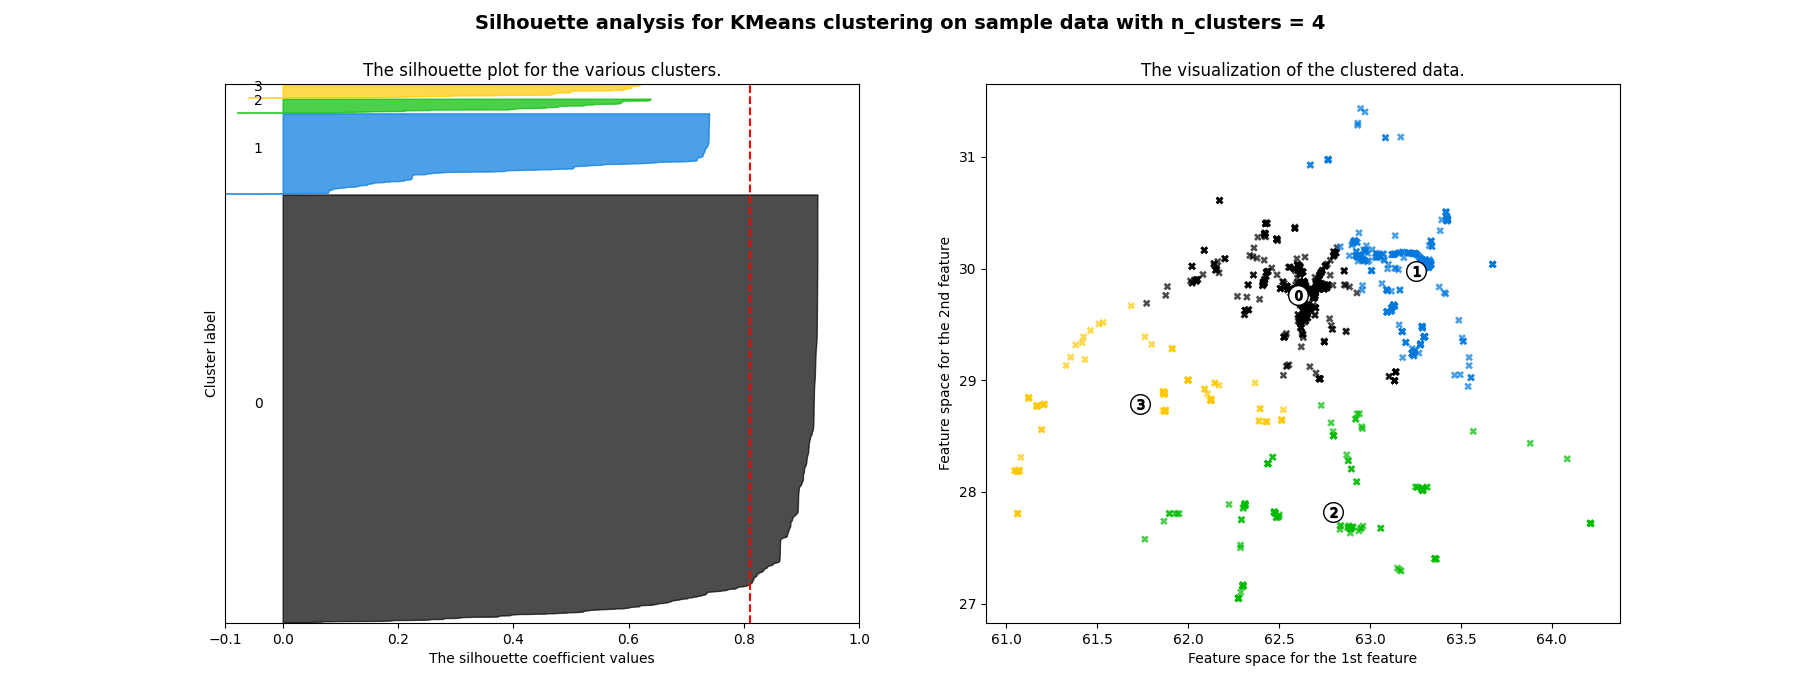 Silhouette analysis for KMeans clustering on sample data with n_clusters = 4
The silhouette plot for the various clusters.
3
2
1
0
Cluster label
−0.1 0.0 0.2 0.4 0.6 0.8 1.0
The silhouette coefficient values
The visualization of the clustered data.
31
30
29
28
27
Feature space for the 2nd feature
0
1
3
2
61.0 61.5 62.0 62.5 63.0 63.5 64.0
Feature space for the 1st feature